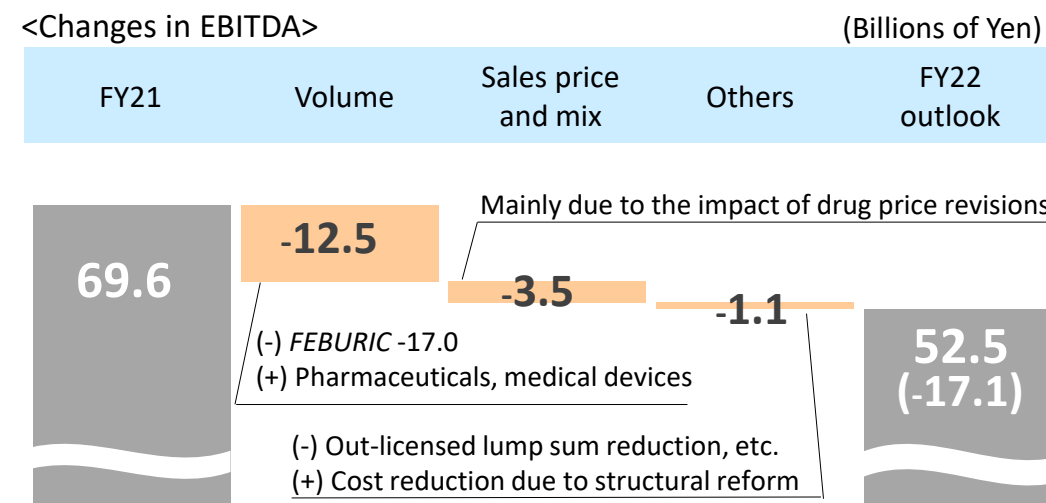 <Changes in EBITDA>
(Billions of Yen)
FY21
Volume
Sales price
and mix
Others
FY22
outlook
Mainly due to the impact of drug price revisions
69.6
-12.5
-3.5
-1.1
52.5
(-17.1)
(-) FEBURIC -17.0
(+) Pharmaceuticals, medical devices
(-) Out-licensed lump sum reduction, etc.
(+) Cost reduction due to structural reform